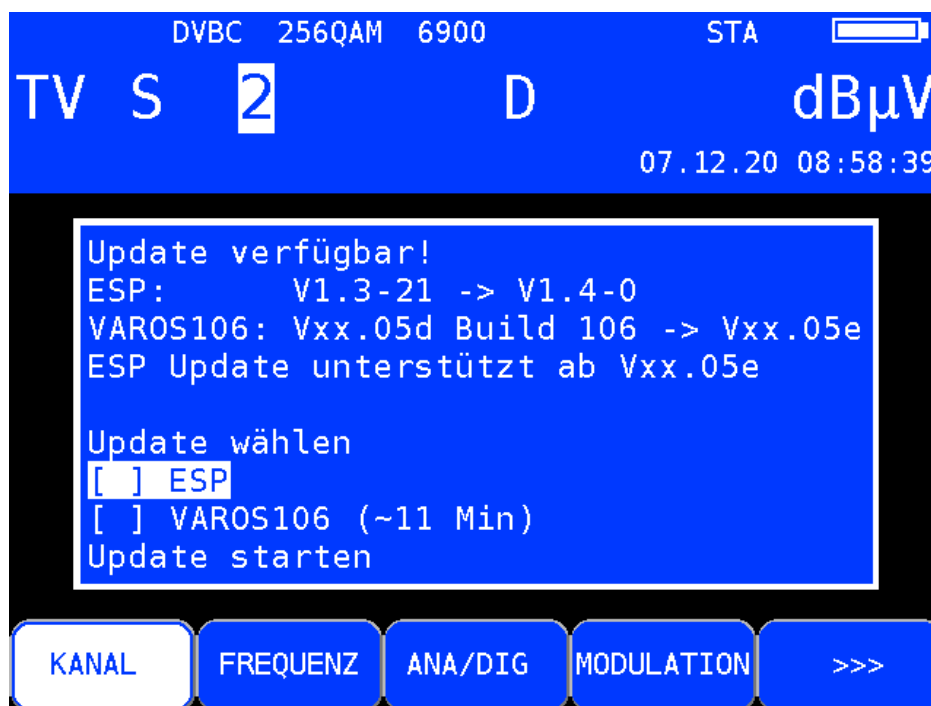 DVBC 256QAM 6900 STA
TV S 2 D dBµV
07.12.20 08:58:39
Update verfügbar!
ESP: V1.3-21 -> V1.4-0
VAROS106: Vxx.05d Build 106 -> Vxx.05e
ESP Update unterstützt ab Vxx.05e
Update wählen
[ ] ESP
[ ] VAROS106 (~11 Min)
Update starten
KANAL FREQUENZ ANA/DIG MODULATION >>>